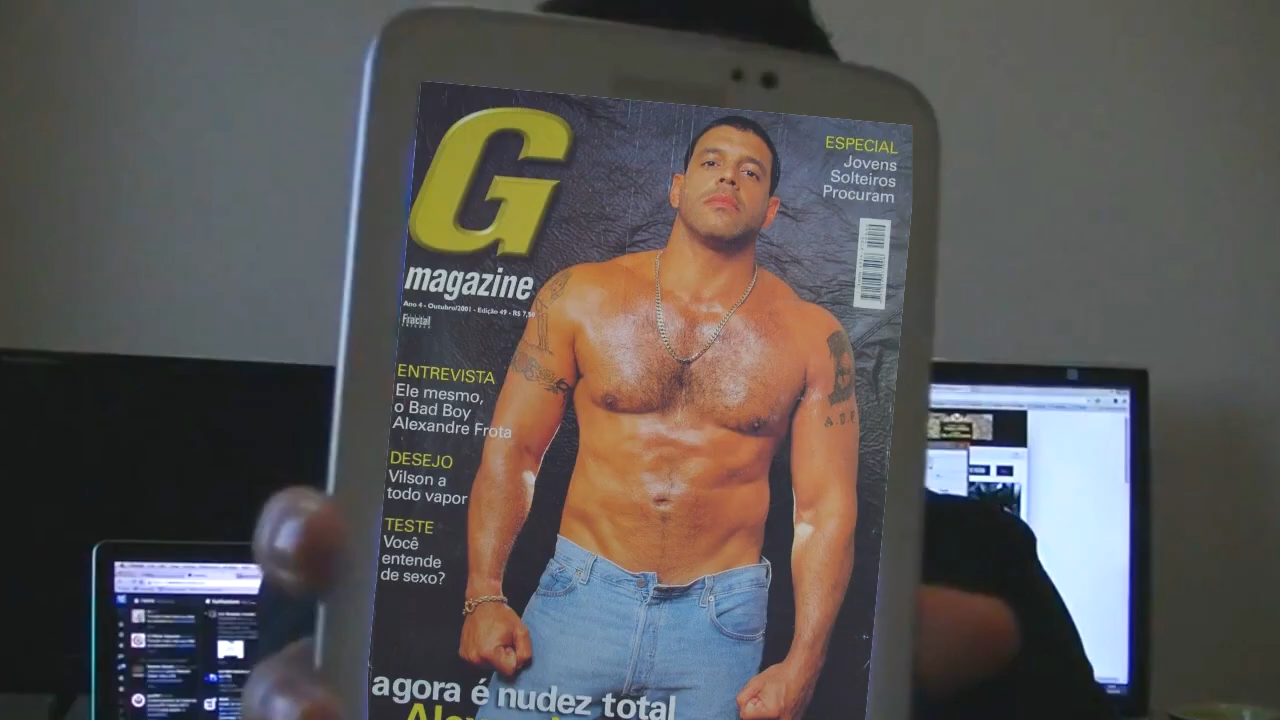 G
magazine
Ano 4 - Outubro/2001 - Edição 49 - R$ 7,50
Fractal
ESPECIAL
Jovens
Solteiros
Procuram
ENTREVISTA
Ele mesmo,
o Bad Boy
Alexandre Frota
DESEJO
Vilson a
todo vapor
TESTE
Você
entende
de sexo?
agora é nudez total